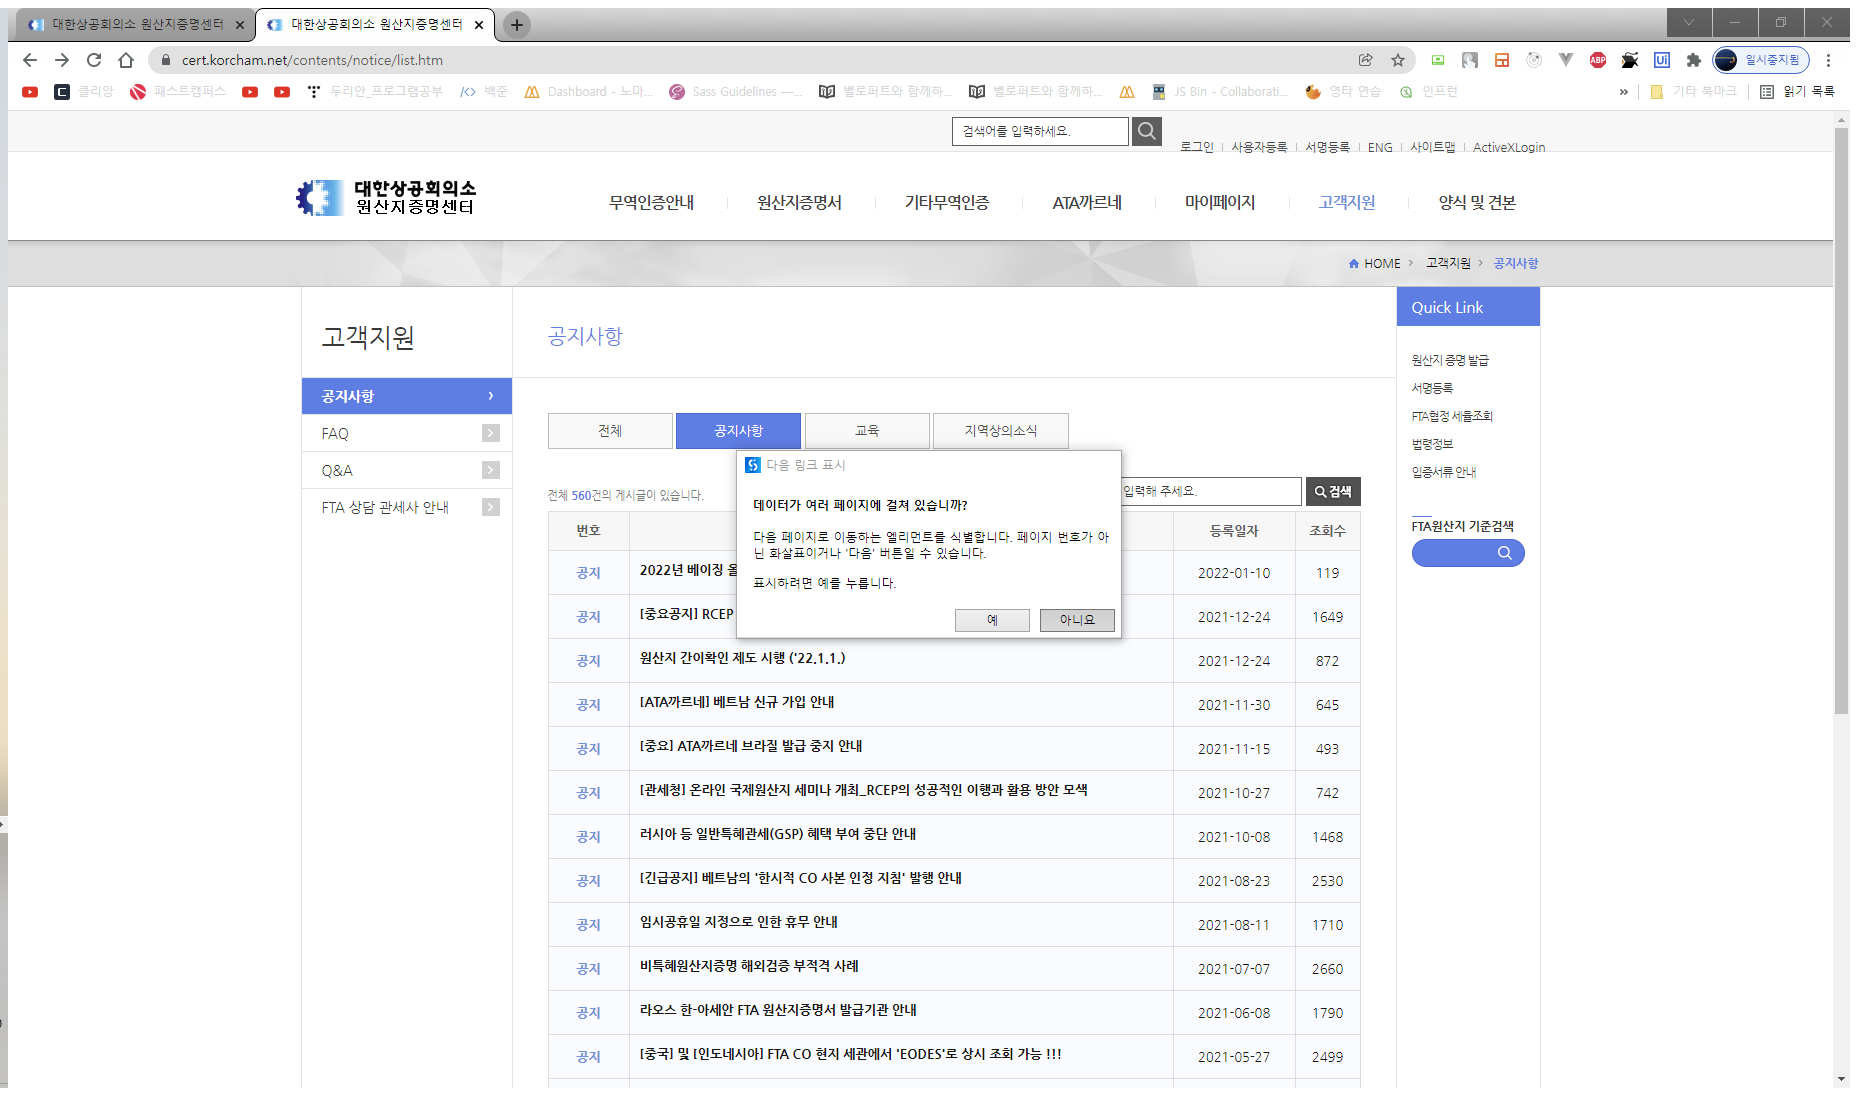 대한상공회의소 원산지증명센터
대한상공회의소 원산지증명센터
cert.korcham.net/contents/notice/list.htm
ABP
Ui
일시중지됨
클리앙
패스트캠퍼스
두리안_프로그램공부
백준
Dashboard - 노마...
Sass Guidelines —...
벨로퍼트와 함께하...
벨로퍼트와 함께하...
JS Bin - Collaborati...
영타 연습
인프런
»
기타 북마크
읽기 목록
검색어를 입력하세요.
로그인
사용자등록
서명등록
ENG
사이트맵
ActiveXLogin
대한상공회의소
원산지증명센터
무역인증안내
원산지증명서
기타무역인증
ATA까르네
마이페이지
고객지원
양식 및 견본
HOME > 고객지원 > 공지사항
고객지원
공지사항
FAQ
Q&A
FTA 상담 관세사 안내
공지사항
전체
공지사항
교육
지역상의소식
전체 560건의 게시글이 있습니다.
입력해 주세요.
검색
다음 링크 표시
데이터가 여러 페이지에 걸쳐 있습니까?
다음 페이지로 이동하는 엘리먼트를 식별합니다. 페이지 번호가 아
닌 화살표이거나 '다음' 버튼일 수 있습니다.
표시하려면 예를 누릅니다.
예
아니요
번호
등록일자
조회수
공지 2022년 베이징 올 2022-01-10 119
공지 [중요공지] RCEP 2021-12-24 1649
공지 원산지 간이확인 제도 시행 ('22.1.1.) 2021-12-24 872
공지 [ATA까르네] 베트남 신규 가입 안내 2021-11-30 645
공지 [중요] ATA까르네 브라질 발급 중지 안내 2021-11-15 493
공지 [관세청] 온라인 국제원산지 세미나 개최_RCEP의 성공적인 이행과 활용 방안 모색 2021-10-27 742
공지 러시아 등 일반특혜관세(GSP) 혜택 부여 중단 안내 2021-10-08 1468
공지 [긴급공지] 베트남의 '한시적 CO 사본 인정 지침' 발행 안내 2021-08-23 2530
공지 임시공휴일 지정으로 인한 휴무 안내 2021-08-11 1710
공지 비특혜원산지증명 해외검증 부적격 사례 2021-07-07 2660
공지 라오스 한-아세안 FTA 원산지증명서 발급기관 안내 2021-06-08 1790
공지 [중국] 및 [인도네시아] FTA CO 현지 세관에서 'EODES'로 상시 조회 가능 !!! 2021-05-27 2499
Quick Link
원산지 증명 발급
서명등록
FTA협정 세율조회
법령정보
입증서류 안내
FTA원산지 기준검색